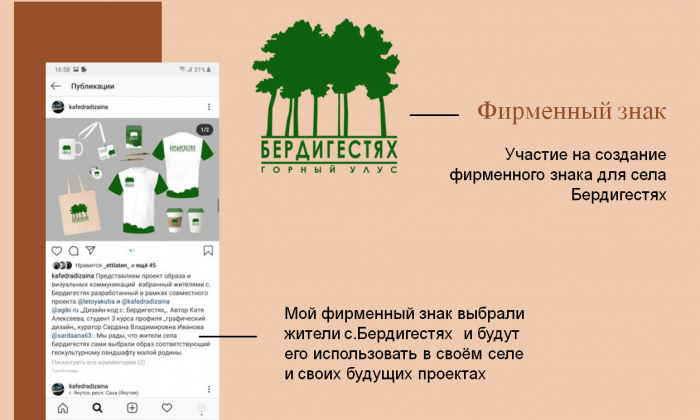 16:58
31%
Публикации
kafedradizaina
1/2
БЕРДИГЕСТЯХ
Нравится _ettlaten_ и ещё 45
kafedradizaina Представляем проект образа и
визуальных коммуникаций избранный жителями с.
Бердигестях разработанный в рамках совместного
проекта @letoyakutia и @kafedradizaina
@agiki.ru „Дизайн-код с. Бердигестях„. Автор Катя
Алексеева, студент 3 курса профиля „графический
дизайн„ куратор Сардана Владимировна Иванова
@sardaana63 . Мы рады, что жители села
Бердигестях сами выбрали образ соответствующий
геокультурному ландшафту малой родины.
Посмотреть все комментарии (2)
kafedradizaina
г. Якутск, респ. Саха (Якутия)
БЕРДИГЕСТЯХ
ГОРНЫЙ УЛУС
Фирменный знак
Участие на создание
фирменного знака для села
Бердигестях
Мой фирменный знак выбрали
жители с.Бердигестях и будут
его использовать в своём селе
и своих будущих проектах